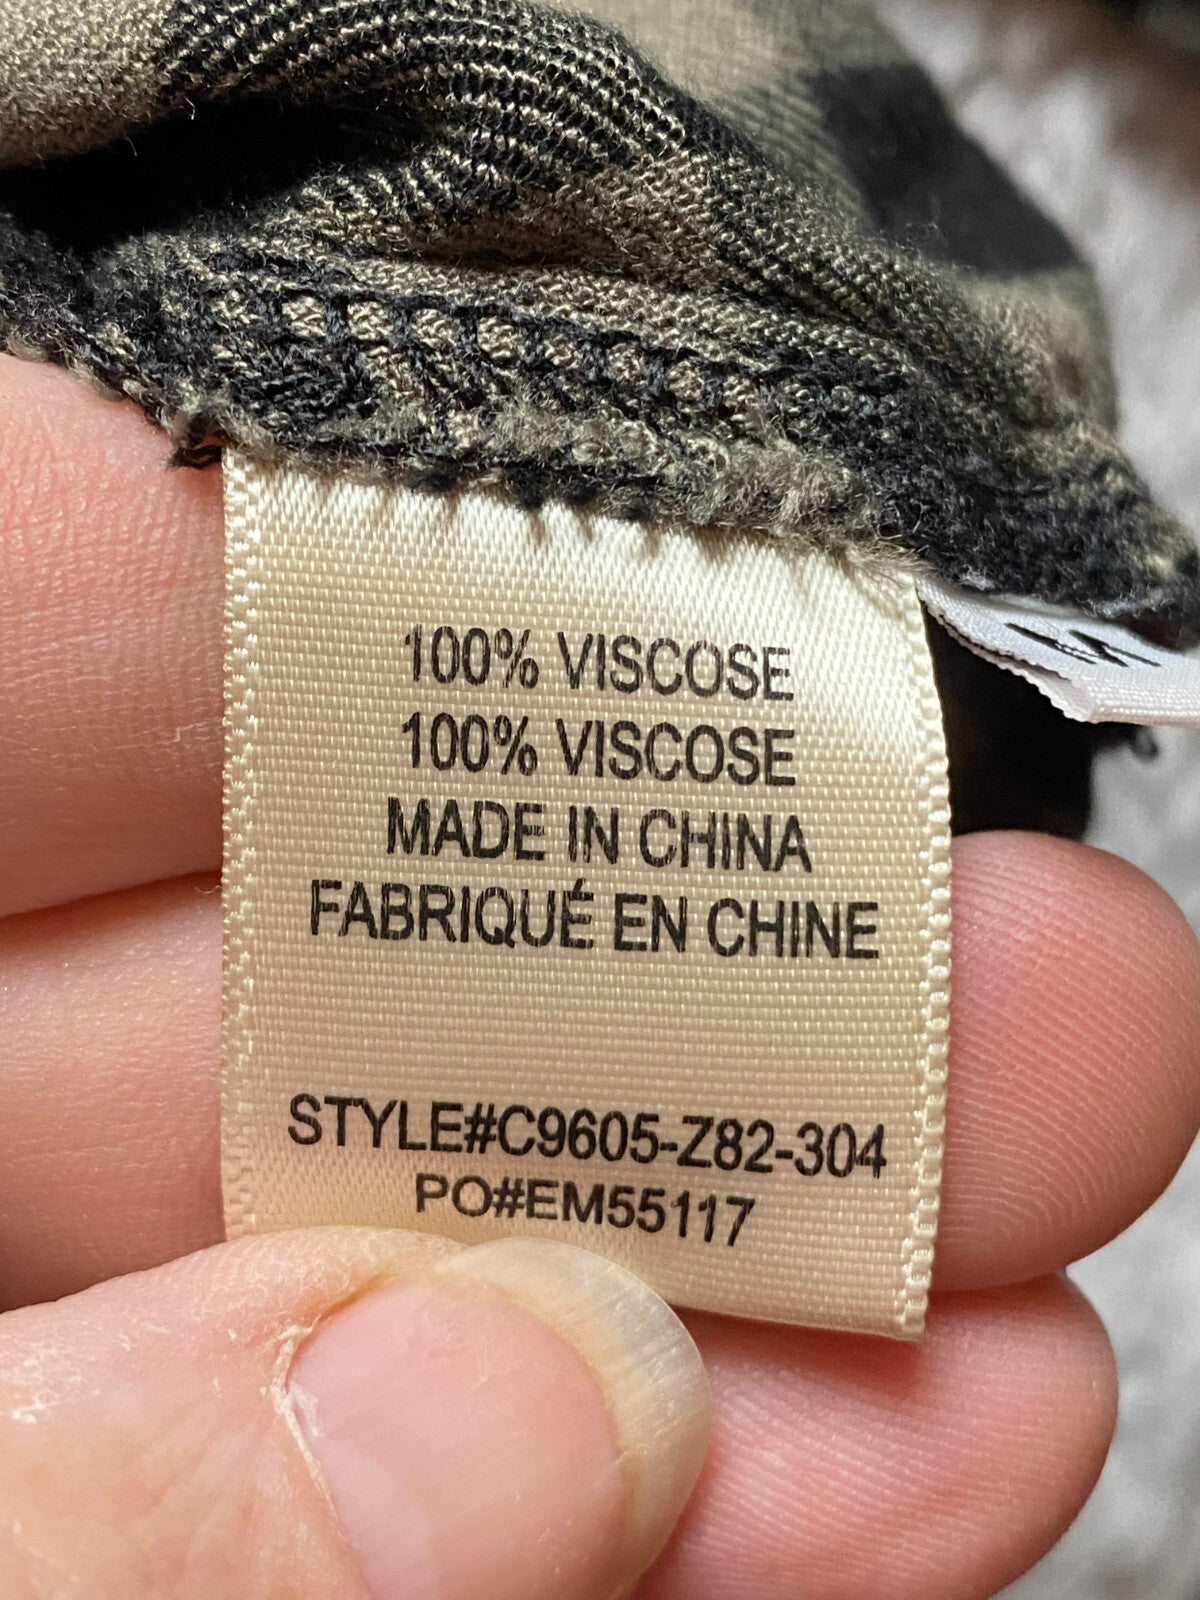 100% VISCOSE
100% VISCOSE
MADE IN CHINA
FABRIQUÉ EN CHINE
STYLE#C9605-Z82-304
PO#EM55117